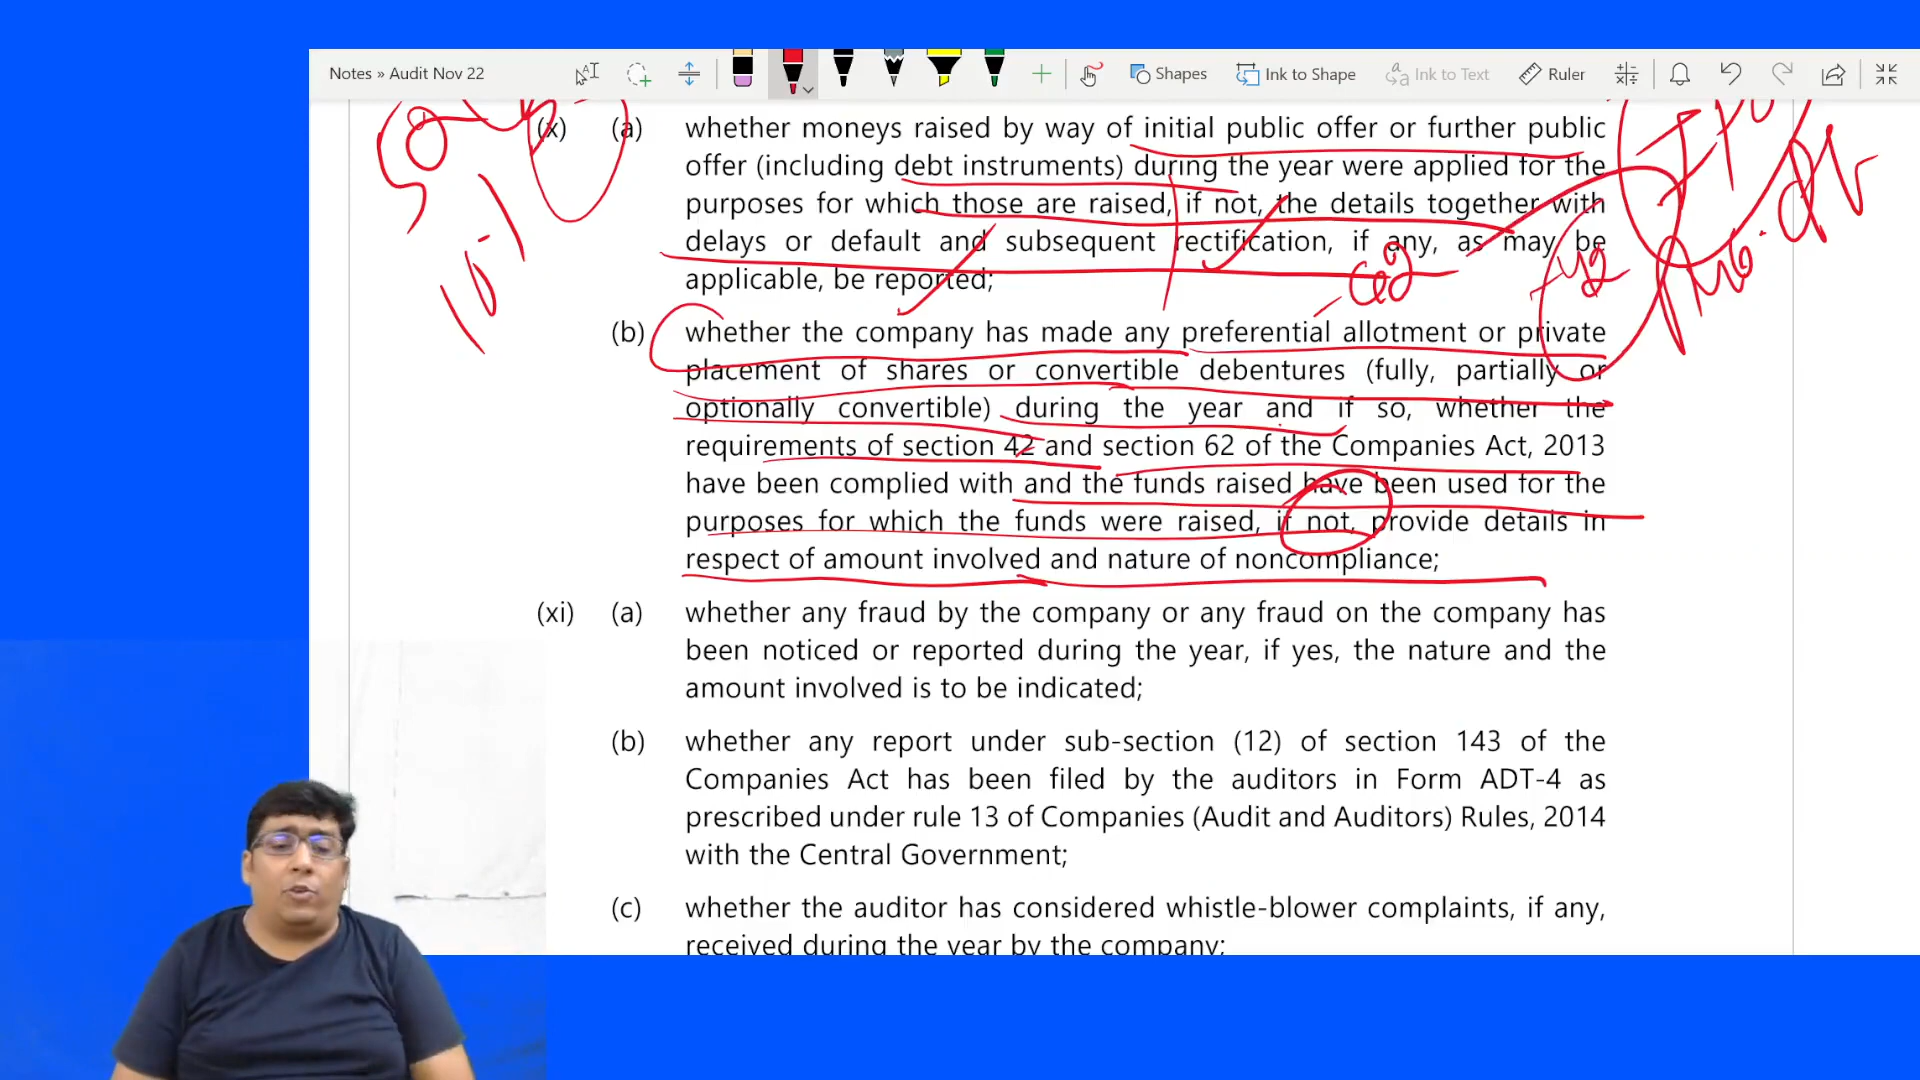 Notes » Audit Nov 22
Shapes
Ink to Shape
Ink to Text
Ruler
(x) (a) whether moneys raised by way of initial public offer or further public
offer (including debt instruments) during the year were applied for the
purposes for which those are raised, if not, the details together with
delays or default and subsequent rectification, if any, as may be
applicable, be reported;
(b) whether the company has made any preferential allotment or private
placement of shares or convertible debentures (fully, partially or
optionally convertible) during the year and if so, whether the
requirements of section 42 and section 62 of the Companies Act, 2013
have been complied with and the funds raised have been used for the
purposes for which the funds were raised, if not, provide details in
respect of amount involved and nature of noncompliance;
(xi) (a) whether any fraud by the company or any fraud on the company has
been noticed or reported during the year, if yes, the nature and the
amount involved is to be indicated;
(b) whether any report under sub-section (12) of section 143 of the
Companies Act has been filed by the auditors in Form ADT-4 as
prescribed under rule 13 of Companies (Audit and Auditors) Rules, 2014
with the Central Government;
(c) whether the auditor has considered whistle-blower complaints, if any,
received during the year by the company;